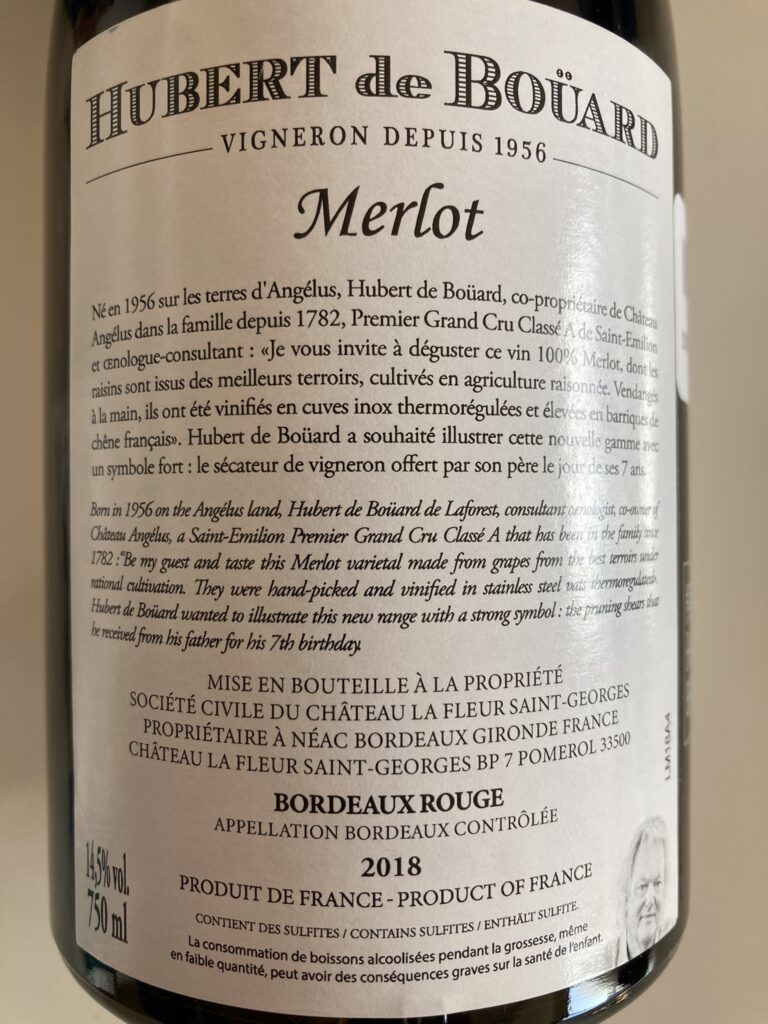 HUBERT de BOÜARD
VIGNERON DEPUIS 1956
Merlot
Né en 1956 sur les terres d'Angélus, Hubert de Boüard, co-propriétaire de Château
Angélus dans la famille depuis 1782, Premier Grand Cru Classé A de Saint-Emilion
et œnologue-consultant : «Je vous invite à déguster ce vin 100% Merlot, dont les
raisins sont issus des meilleurs terroirs, cultivés en agriculture raisonnée. Vendangés
à la main, ils ont été vinifiés en cuves inox thermorégulées et élevées en barriques de
chêne français». Hubert de Boüard a souhaité illustrer cette nouvelle gamme avec
un symbole fort : le sécateur de vigneron offert par son père le jour de ses 7 ans.
Born in 1956 on the Angélus land, Hubert de Boüard de Laforest, consultant oenologist, co-owner of
Château Angélus, a Saint-Emilion Premier Grand Cru Classé A that has been in the family since
1782 :"Be my guest and taste this Merlot varietal made from grapes from the best terroirs under
rational cultivation. They were hand-picked and vinified in stainless steel vats thermoregulated».
Hubert de Boüard wanted to illustrate this new range with a strong symbol : the pruning shears that
he received from his father for his 7th birthday.
MISE EN BOUTEILLE À LA PROPRIÉTÉ
SOCIÉTÉ CIVILE DU CHÂTEAU LA FLEUR SAINT-GEORGES
PROPRIÉTAIRE À NÉAC BORDEAUX GIRONDE FRANCE
CHÂTEAU LA FLEUR SAINT-GEORGES BP 7 POMEROL 33500
LM18A4
BORDEAUX ROUGE
APPELLATION BORDEAUX CONTRÔLÉE
2018
14,5% vol.
750 ml
PRODUIT DE FRANCE - PRODUCT OF FRANCE
CONTIENT DES SULFITES / CONTAINS SULFITES / ENTHÄLT SULFITE.
La consommation de boissons alcoolisées pendant la grossesse, même
en faible quantité, peut avoir des conséquences graves sur la santé de l'enfant.